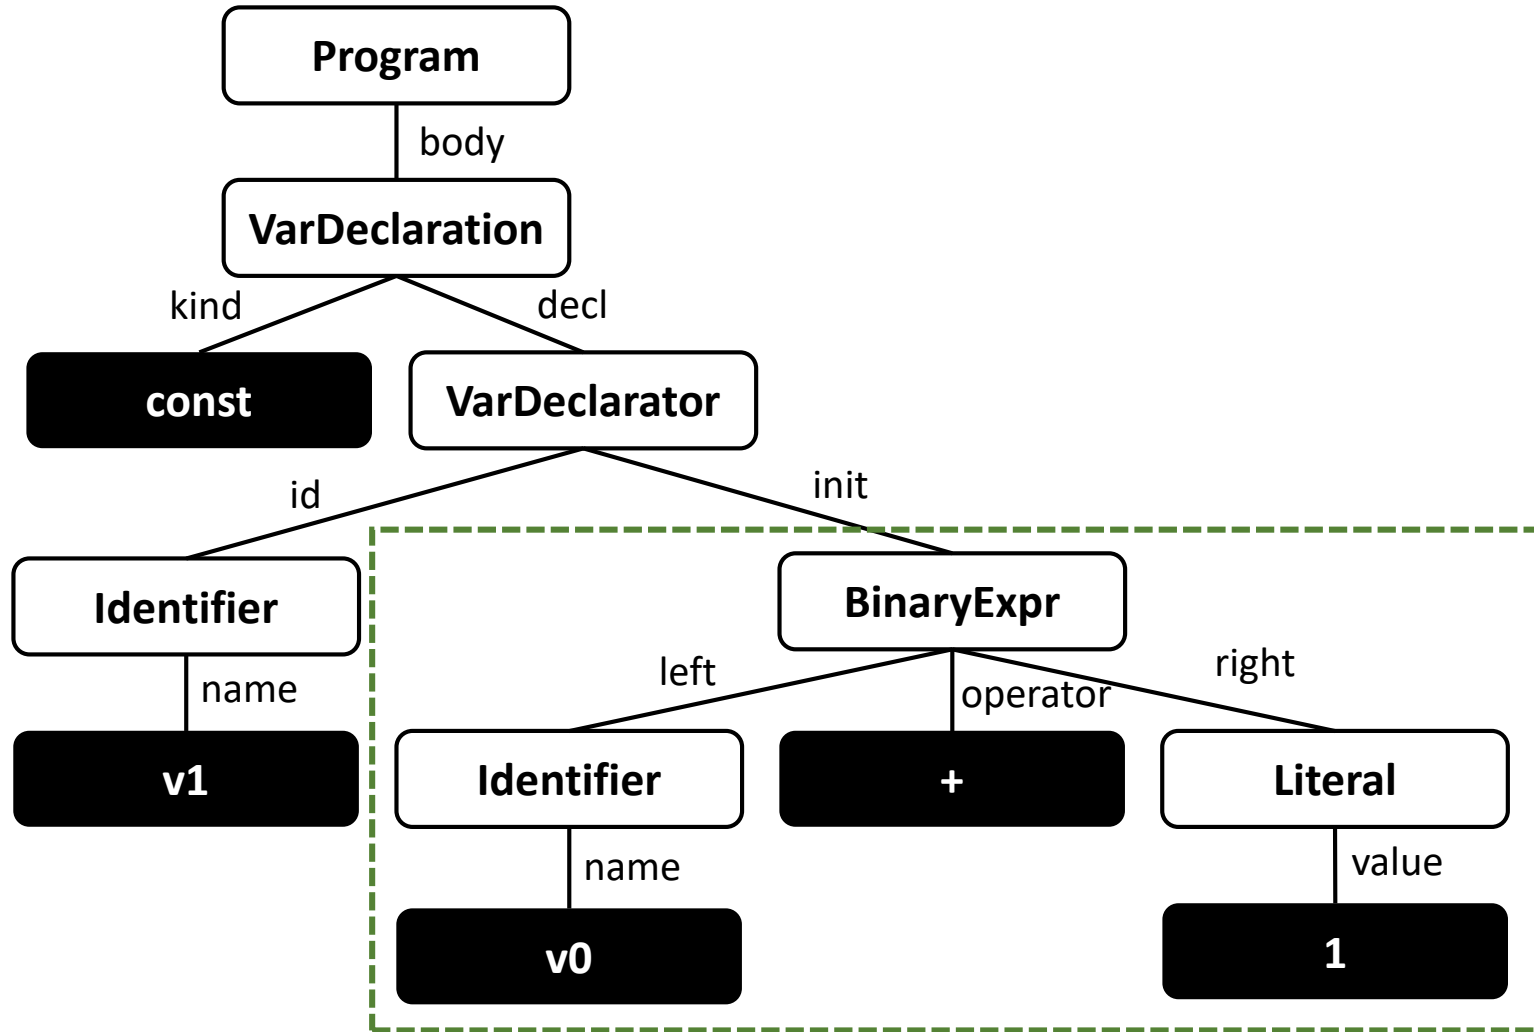 Program
body
VarDeclaration
kind
decl
const
VarDeclarator
id
init
Identifier
BinaryExpr
name
left
operator
right
v1
Identifier
+
Literal
name
value
v0
1